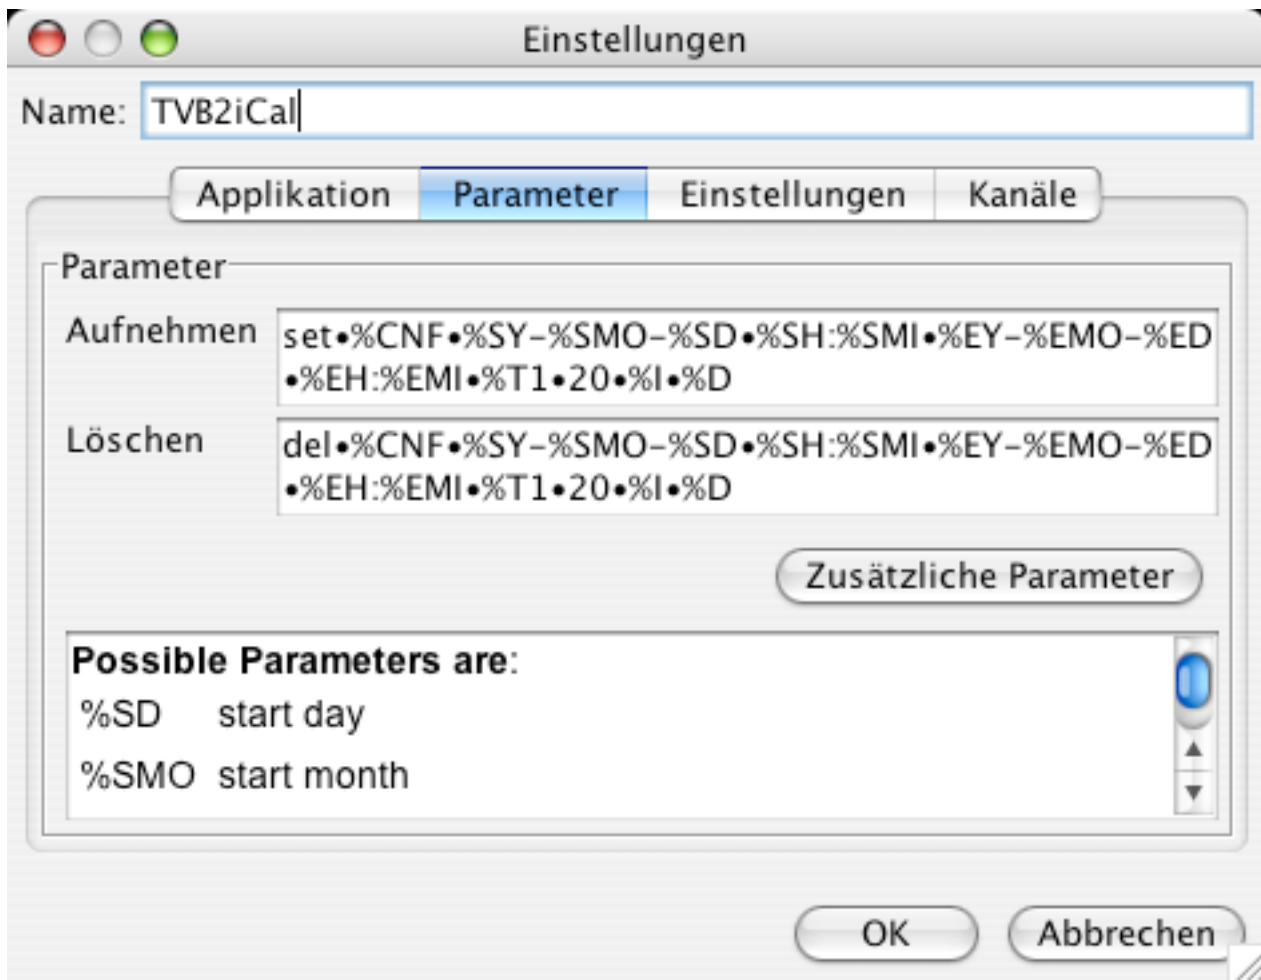 Einstellungen
Name: TVB2iCal
Applikation Parameter Einstellungen Kanäle
Parameter
Aufnehmen set•%CNF•%SY-%SMO-%SD•%SH:%SMI•%EY-%EMO-%ED
•%EH:%EMI•%T1•20•%I•%D
Löschen del•%CNF•%SY-%SMO-%SD•%SH:%SMI•%EY-%EMO-%ED
•%EH:%EMI•%T1•20•%I•%D
Zusätzliche Parameter
Possible Parameters are:
%SD start day
%SMO start month
OK Abbrechen